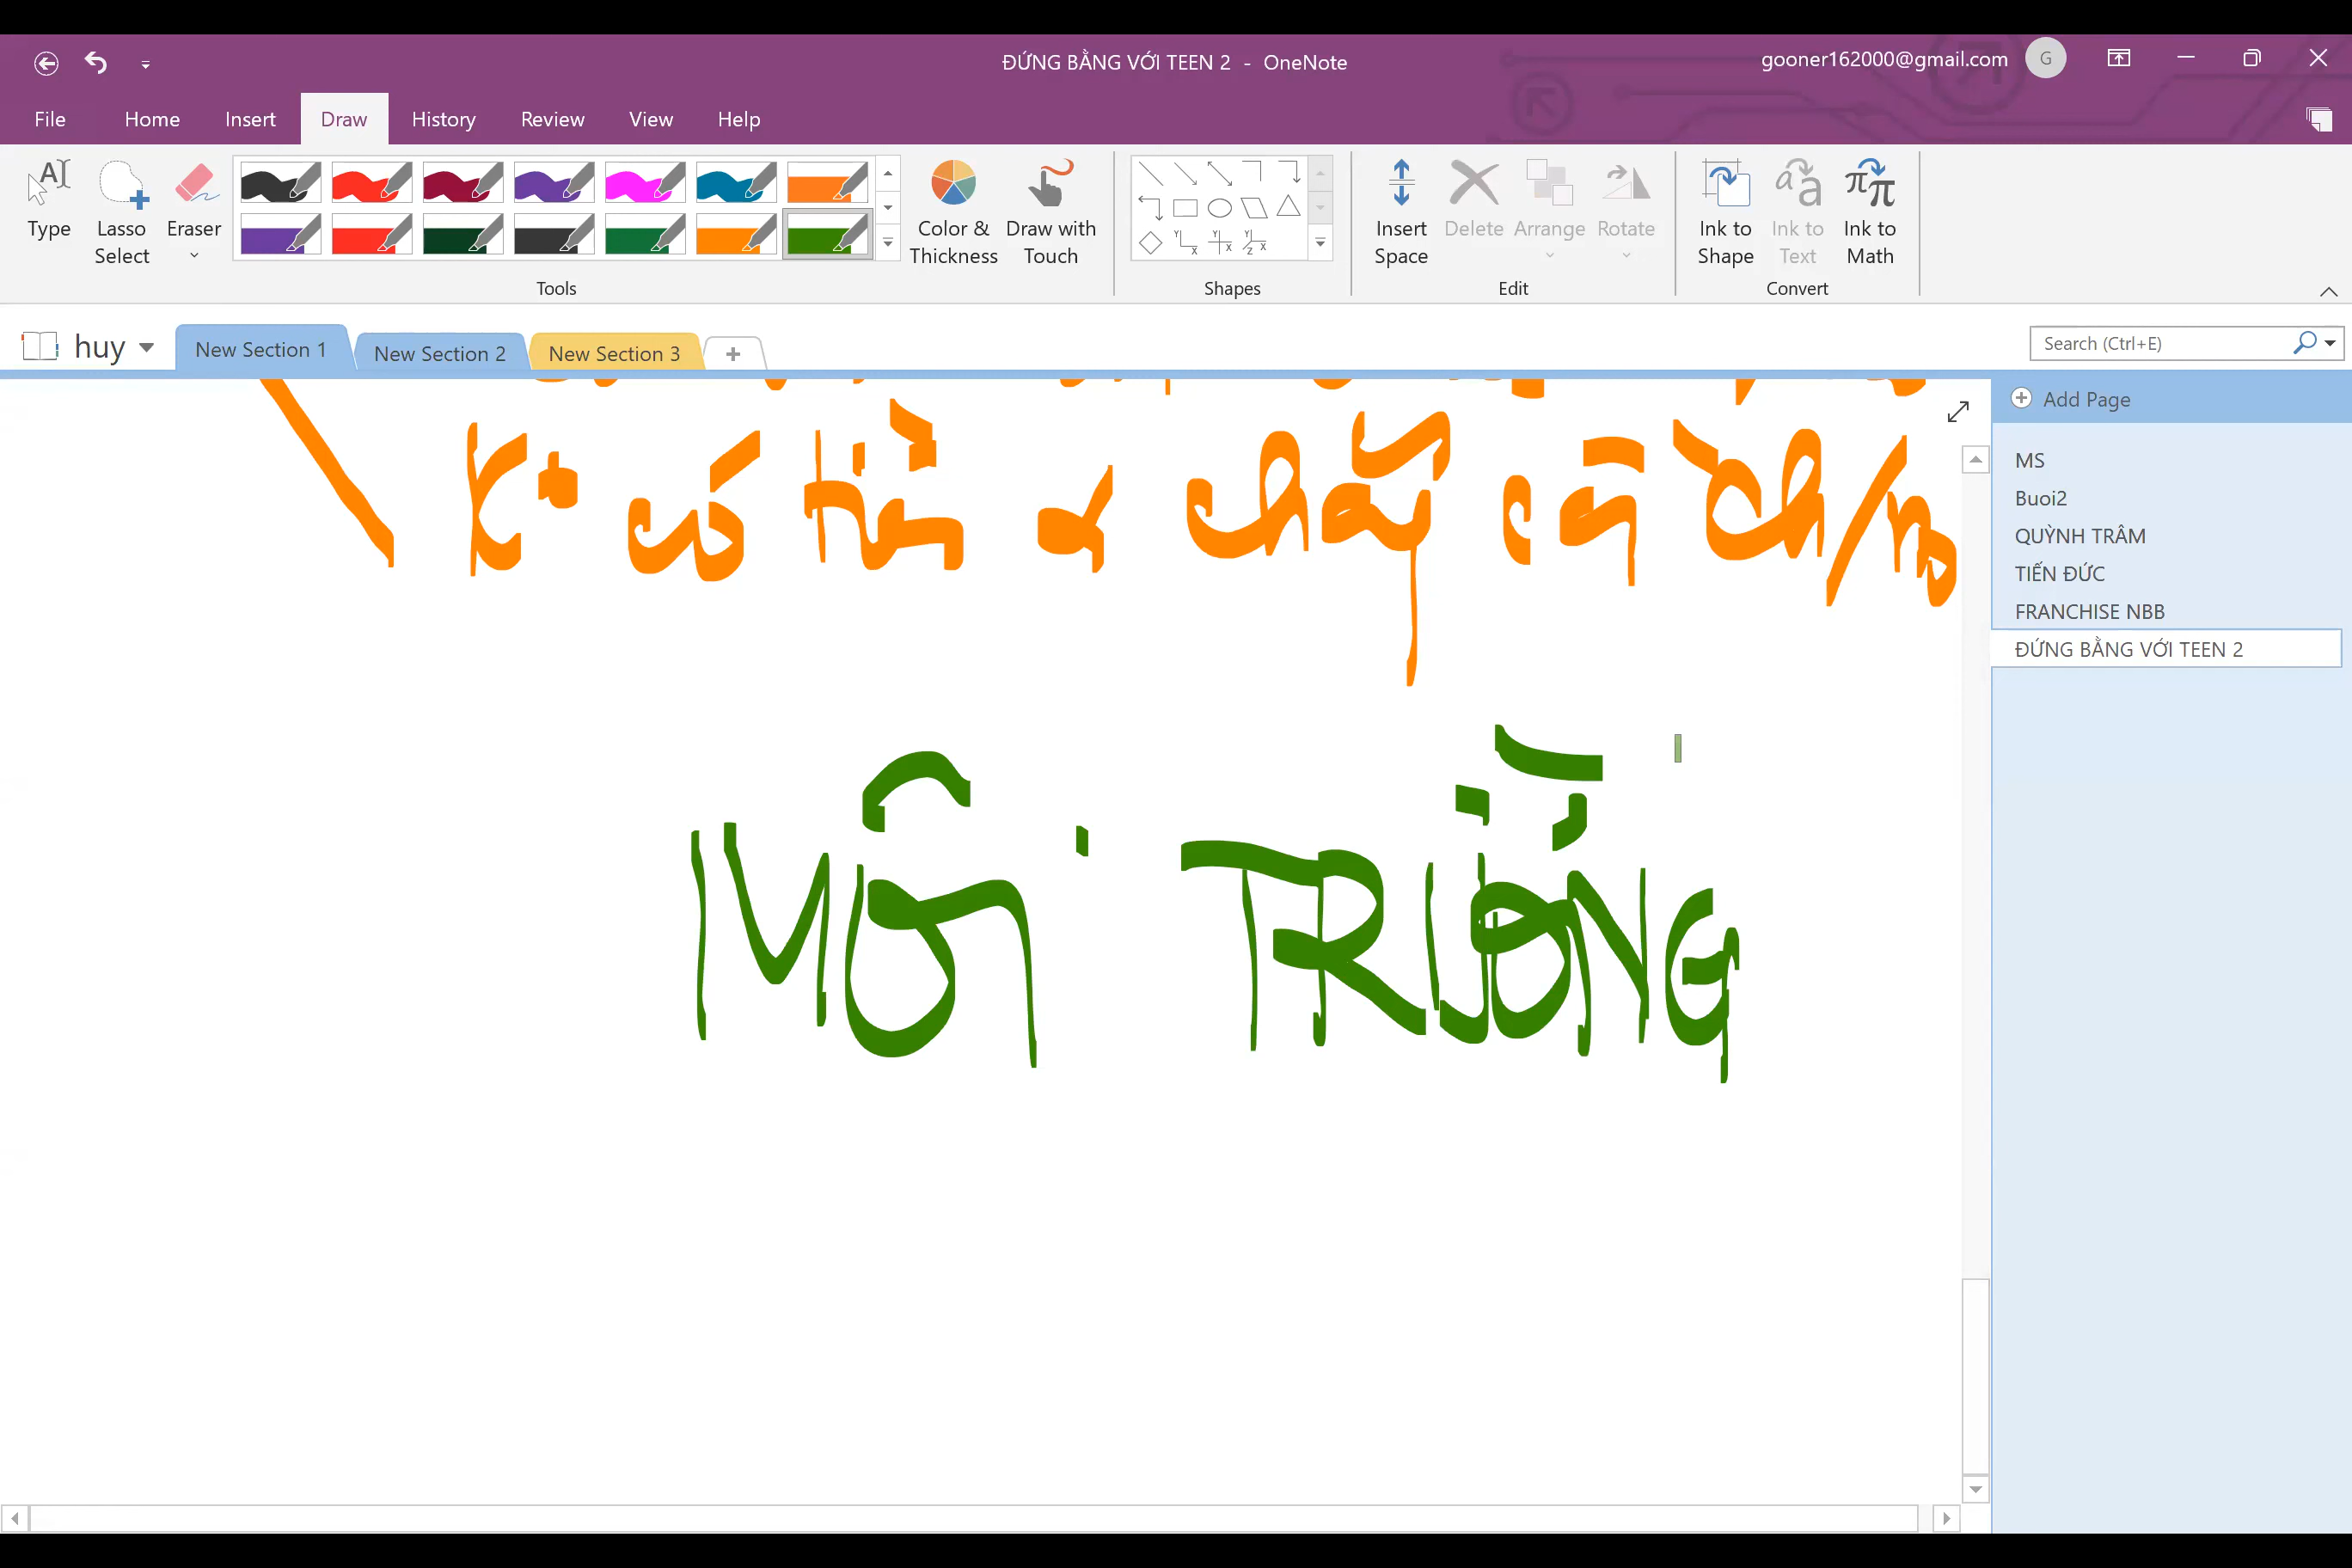 ĐỨNG BẰNG VỚI TEEN 2 - OneNote
gooner162000@gmail.com
G
File Home Insert Draw History Review View Help
Type
Lasso Select
Eraser
Color & Thickness
Draw with Touch
Insert Space
Delete
Arrange
Rotate
Ink to Shape
Ink to Text
Ink to Math
Tools
Shapes
Edit
Convert
huy
New Section 1
New Section 2
New Section 3
Search (Ctrl+E)
Add Page
MS
Buoi2
QUỲNH TRÂM
TIẾN ĐỨC
FRANCHISE NBB
ĐỨNG BẰNG VỚI TEEN 2
có tiền
MÔi TRƯỜNG